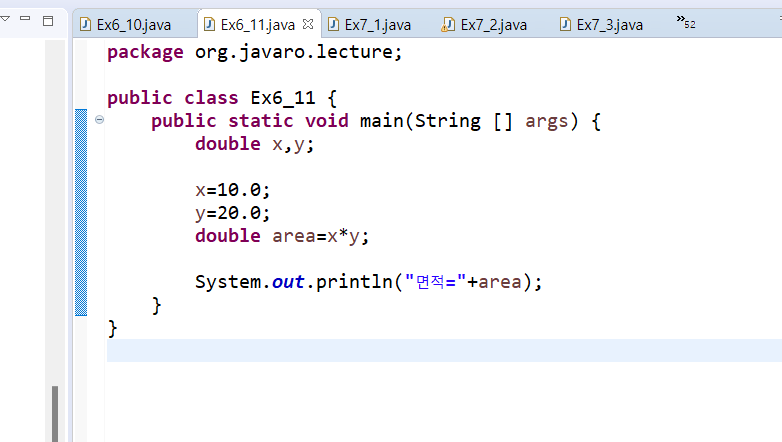 Ex6_10.java Ex6_11.java Ex7_1.java Ex7_2.java Ex7_3.java »52
package org.javaro.lecture;
public class Ex6_11 {
public static void main(String [] args) {
double x,y;
x=10.0;
y=20.0;
double area=x*y;
System.out.println("면적="+area);
}
}